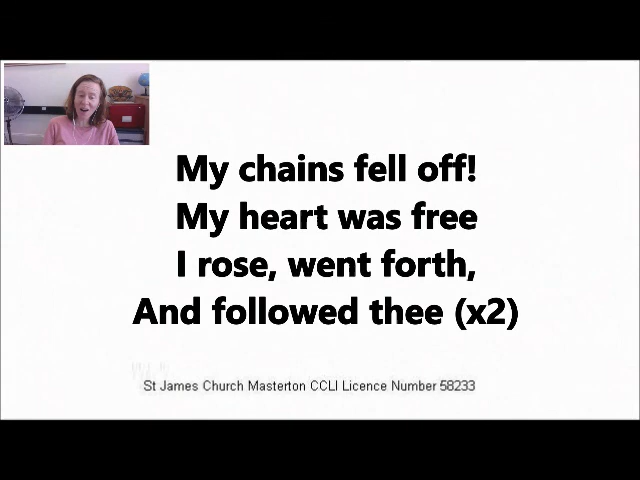 My chains fell off!
My heart was free
I rose, went forth,
And followed thee (x2)
St James Church Masterton CCLI Licence Number 58233